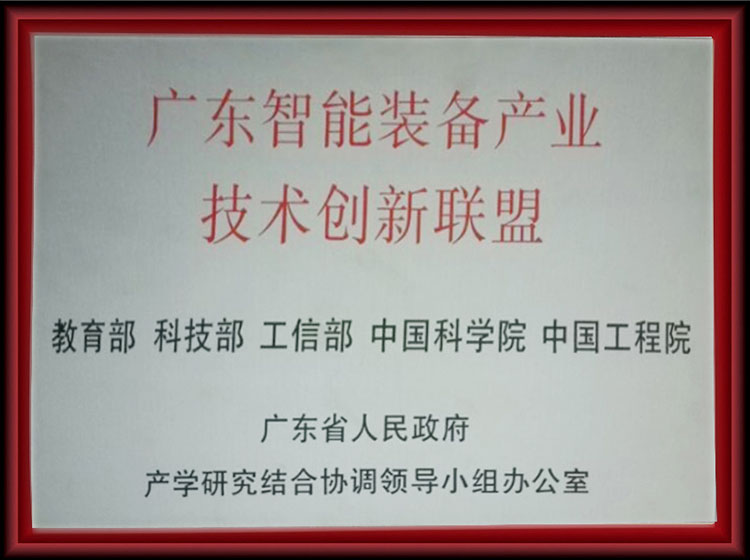 广东智能装备产业
技术创新联盟
教育部 科技部 工信部 中国科学院 中国工程院
广东省人民政府
产学研究结合协调领导小组办公室